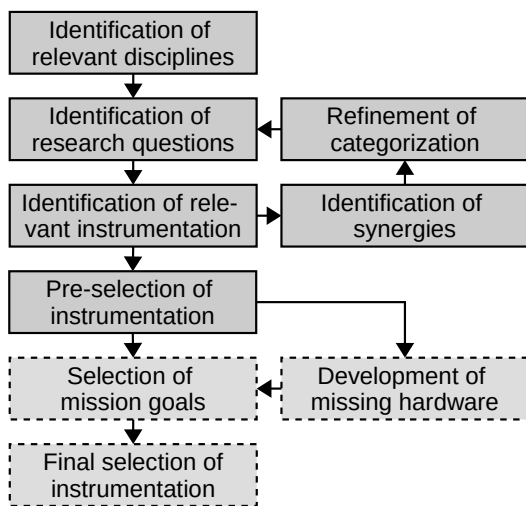 Identification of
relevant disciplines
Identification of
research questions
Refinement of
categorization
Identification of rele-
vant instrumentation
Identification of
synergies
Pre-selection of
instrumentation
Selection of
mission goals
Development of
missing hardware
Final selection of
instrumentation